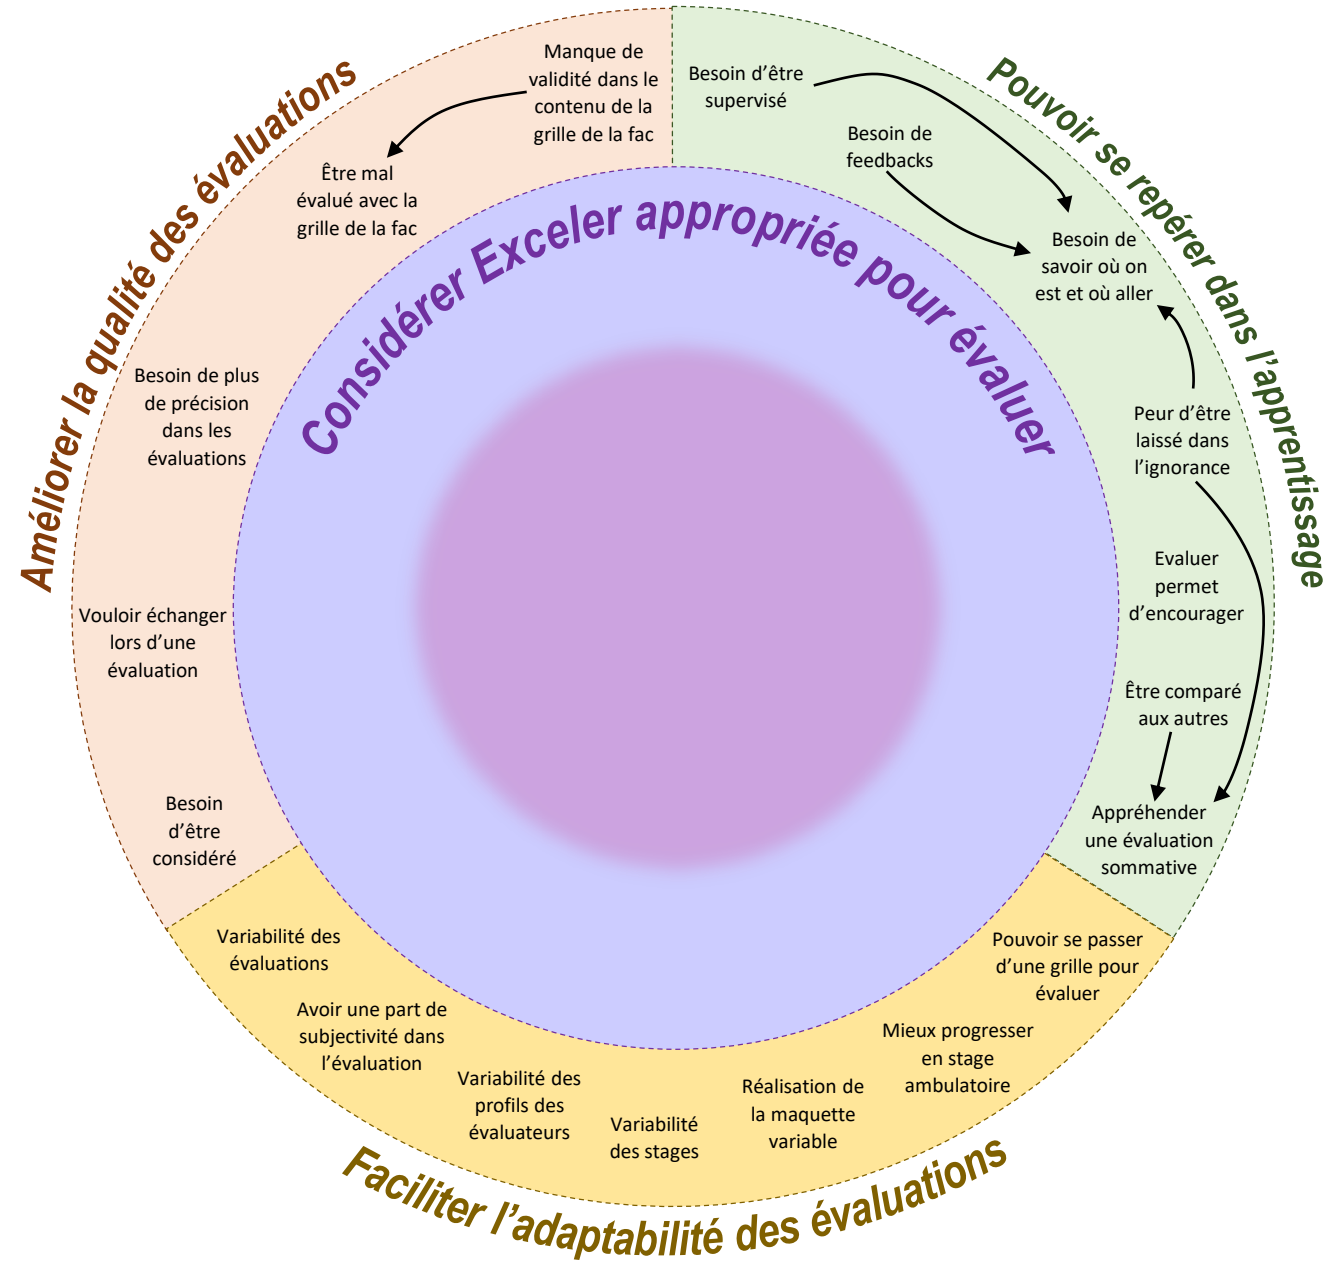 Améliorer la qualité des évaluations
Manque de
validité dans le
contenu de la
grille de la fac
Être mal
évalué avec la
grille de la fac
Besoin de plus
de précision
dans les
évaluations
Vouloir échanger
lors d’une
évaluation
Besoin
d’être
considéré
Pouvoir se repérer dans l’apprentissage
Besoin d’être
supervisé
Besoin de
feedbacks
Besoin de
savoir où on
est et où aller
Peur d’être
laissé dans
l’ignorance
Evaluer
permet
d’encourager
Être comparé
aux autres
Appréhender
une évaluation
sommative
Considérer Exceler appropriée pour évaluer
Variabilité des
évaluations
Avoir une part de
subjectivité dans
l’évaluation
Variabilité des
profils des
évaluateurs
Variabilité
des stages
Réalisation de
la maquette
variable
Mieux progresser
en stage
ambulatoire
Pouvoir se passer
d’une grille pour
évaluer
Faciliter l’adaptabilité des évaluations